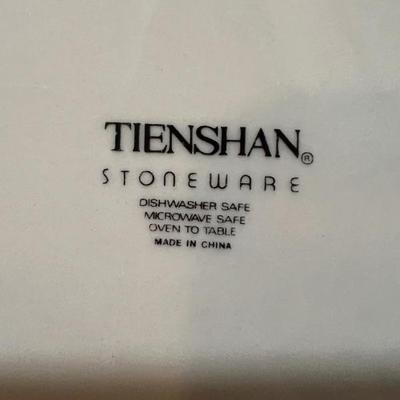 TIENSHAN®
STONEWARE
DISHWASHER SAFE
MICROWAVE SAFE
OVEN TO TABLE
MADE IN CHINA